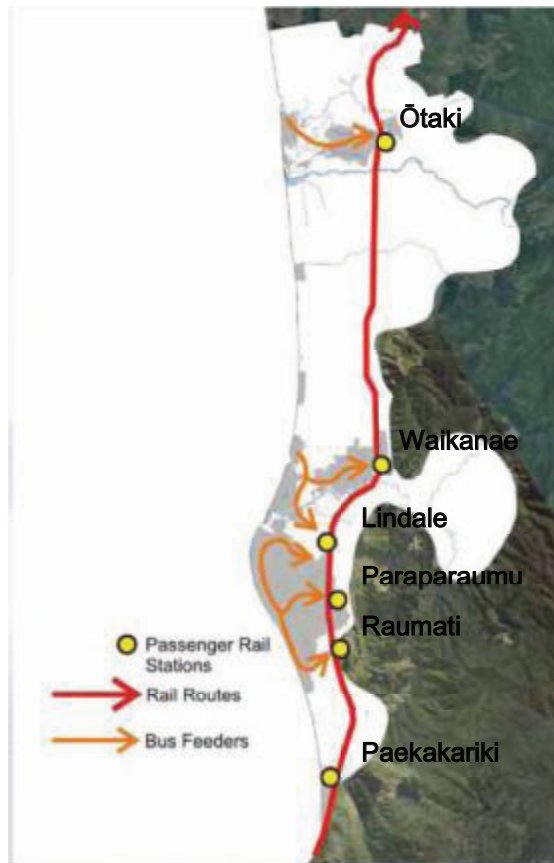 Ōtaki
Waikanae
Lindale
Paraparaumu
Raumati
Passenger Rail
Stations
Rail Routes
Bus Feeders
Paekakariki